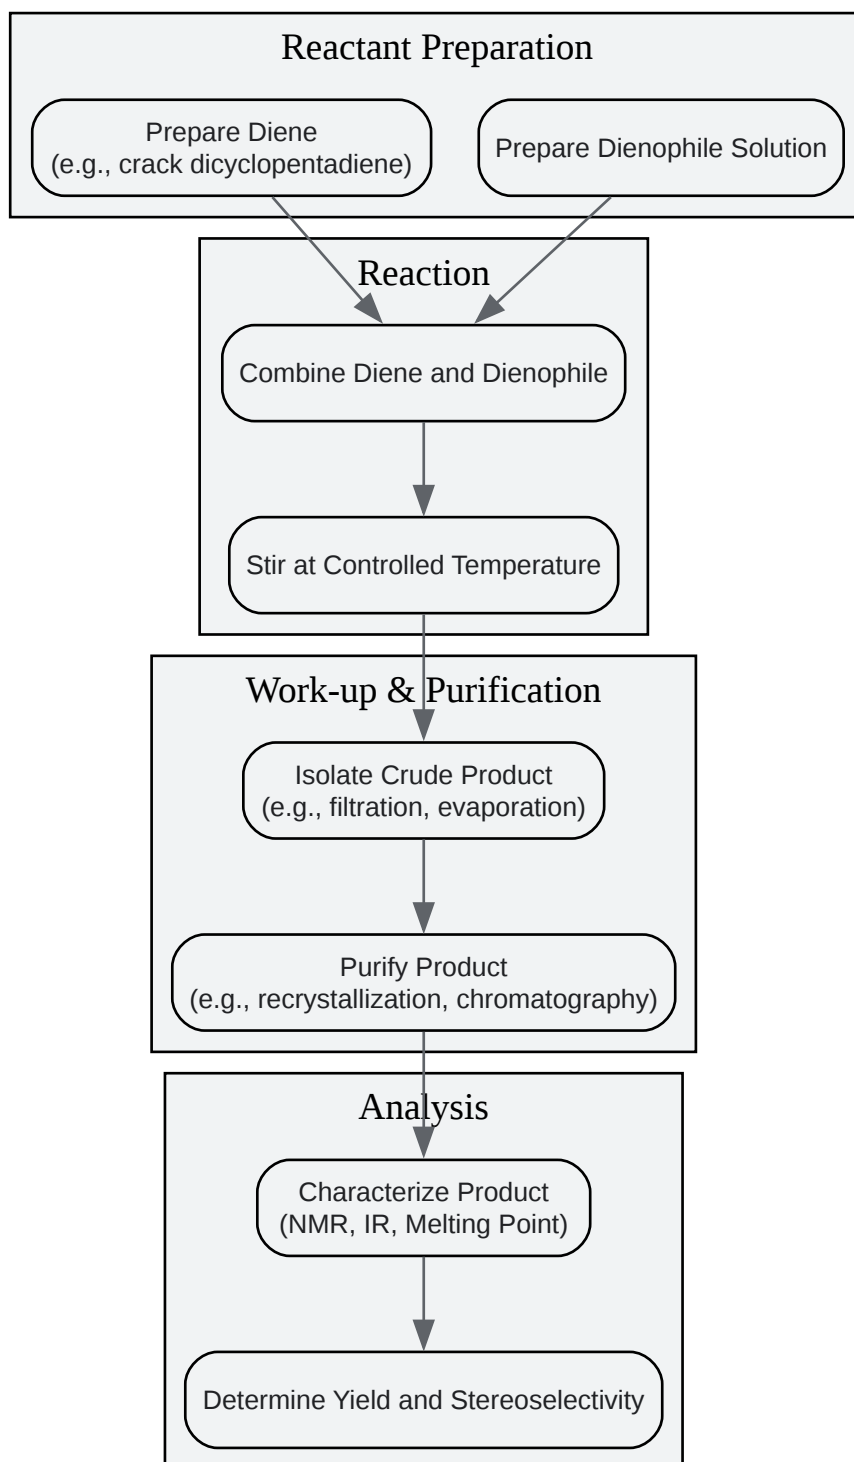 Reactant Preparation
Prepare Diene
(e.g., crack dicyclopentadiene)
Prepare Dienophile Solution
Reaction
Combine Diene and Dienophile
Stir at Controlled Temperature
Work-up & Purification
Isolate Crude Product
(e.g., filtration, evaporation)
Purify Product
(e.g., recrystallization, chromatography)
Analysis
Characterize Product
(NMR, IR, Melting Point)
Determine Yield and Stereoselectivity